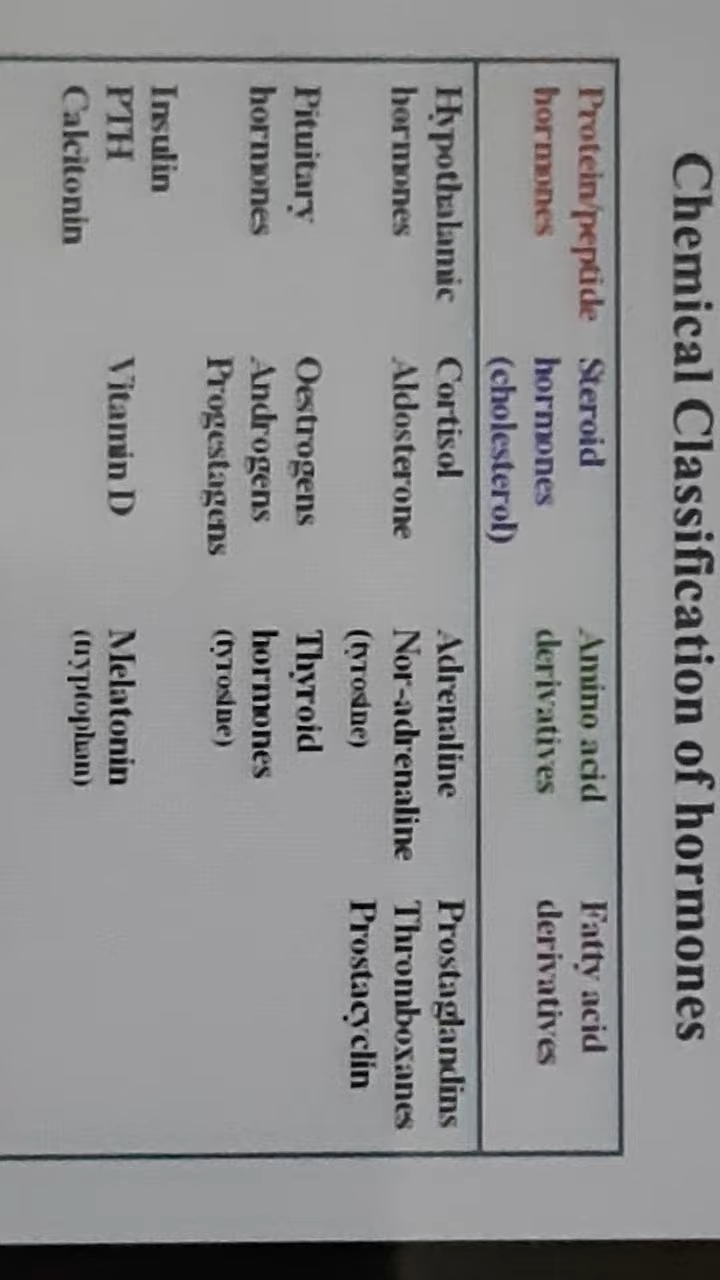 Chemical Classification of hormones
Protein/peptide hormones
Steroid hormones (cholesterol)
Amino acid derivatives
Fatty acid derivatives
Hypothalamic hormones
Cortisol
Aldosterone
Adrenaline
Nor-adrenaline
(tyrosine)
Prostaglandins
Thromboxanes
Prostacyclin
Pituitary hormones
Oestrogens
Androgens
Progestagens
Thyroid hormones
(tyrosine)
Insulin
PTH
Calcitonin
Vitamin D
Melatonin
(tryptophan)